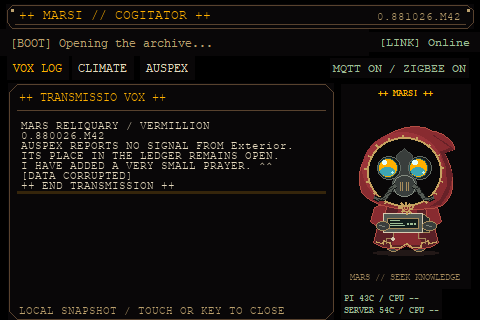 ++ MARSI // COGITATOR ++
0.881026.M42
[BOOT] Opening the archive...
[LINK] Online
VOX LOG CLIMATE AUSPEX
MQTT ON / ZIGBEE ON
++ TRANSMISSIO VOX ++
MARS RELIQUARY / VERMILLION
0.880026.M42
AUSPEX REPORTS NO SIGNAL FROM Exterior.
ITS PLACE IN THE LEDGER REMAINS OPEN.
I HAVE ADDED A VERY SMALL PRAYER. ^^
[DATA CORRUPTED]
++ END TRANSMISSION ++
LOCAL SNAPSHOT / TOUCH OR KEY TO CLOSE
++ MARSI ++
MARS // SEEK KNOWLEDGE
PI 43C / CPU --
SERVER 54C / CPU --